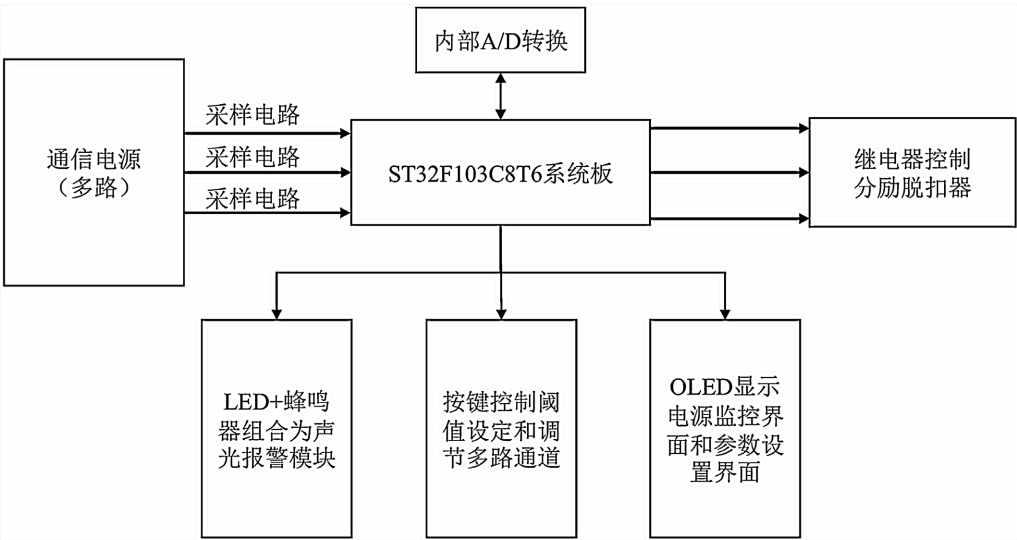 内部A/D转换
通信电源
（多路）
采样电路
采样电路
采样电路
ST32F103C8T6系统板
继电器控制
分励脱扣器
LED+蜂鸣
器组合为声
光报警模块
按键控制阈
值设定和调
节多路通道
OLED显示
电源监控界
面和参数设
置界面